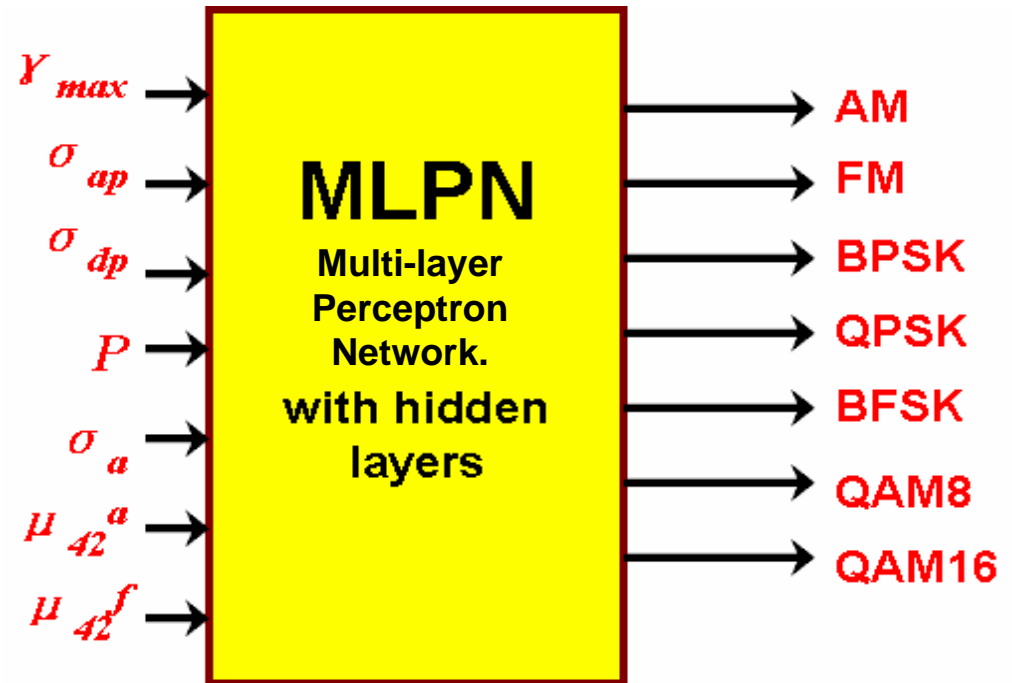 γ max
σ ap
σ dp
P
σ a
μ 42 a
μ 42 f
MLPN
Multi-layer
Perceptron
Network.
with hidden
layers
AM
FM
BPSK
QPSK
BFSK
QAM8
QAM16